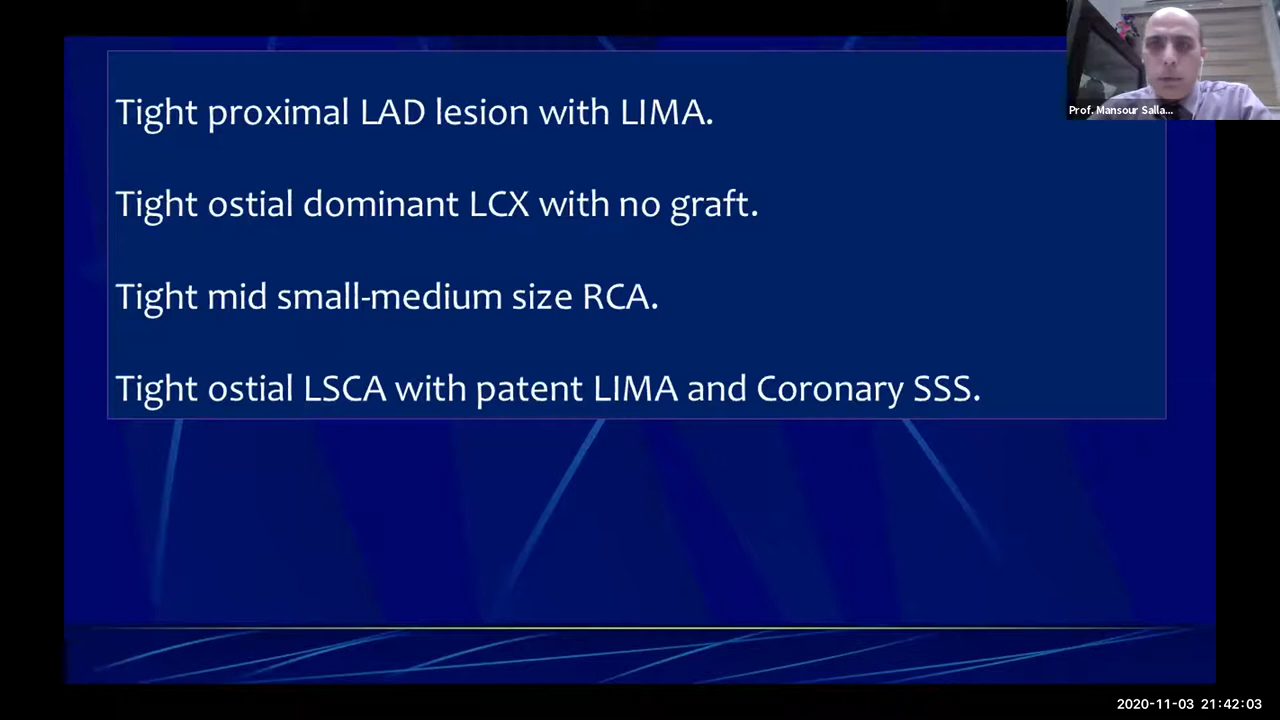 Prof. Mansour Salla...
Tight proximal LAD lesion with LIMA.
Tight ostial dominant LCX with no graft.
Tight mid small-medium size RCA.
Tight ostial LSCA with patent LIMA and Coronary SSS.
2020-11-03 21:42:03